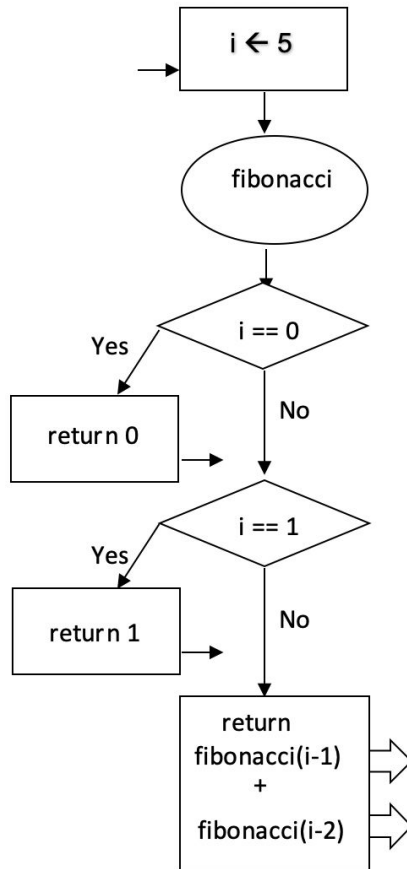 i ← 5
fibonacci
i == 0
Yes
No
return 0
i == 1
Yes
No
return 1
return
fibonacci(i-1)
+
fibonacci(i-2)